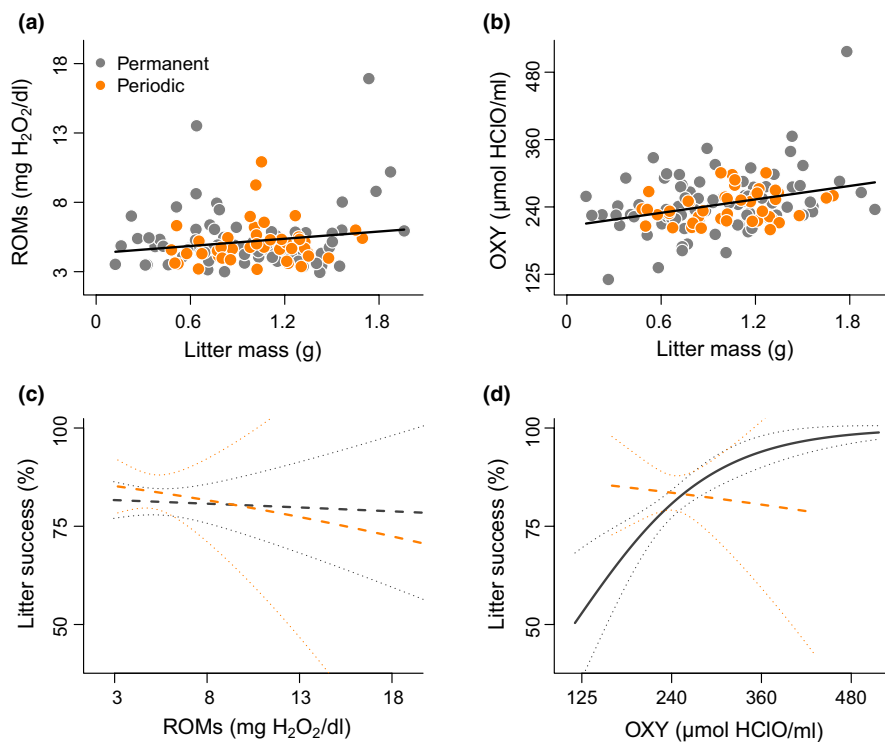 (a)
18
13
8
3
ROMs (mg H₂O₂/dl)
Permanent
Periodic
0 0.6 1.2 1.8
Litter mass (g)
(b)
480
360
240
125
OXY (µmol HClO/ml)
0 0.6 1.2 1.8
Litter mass (g)
(c)
100
75
50
Litter success (%)
3 8 13 18
ROMs (mg H₂O₂/dl)
(d)
100
75
50
Litter success (%)
125 240 360 480
OXY (µmol HClO/ml)